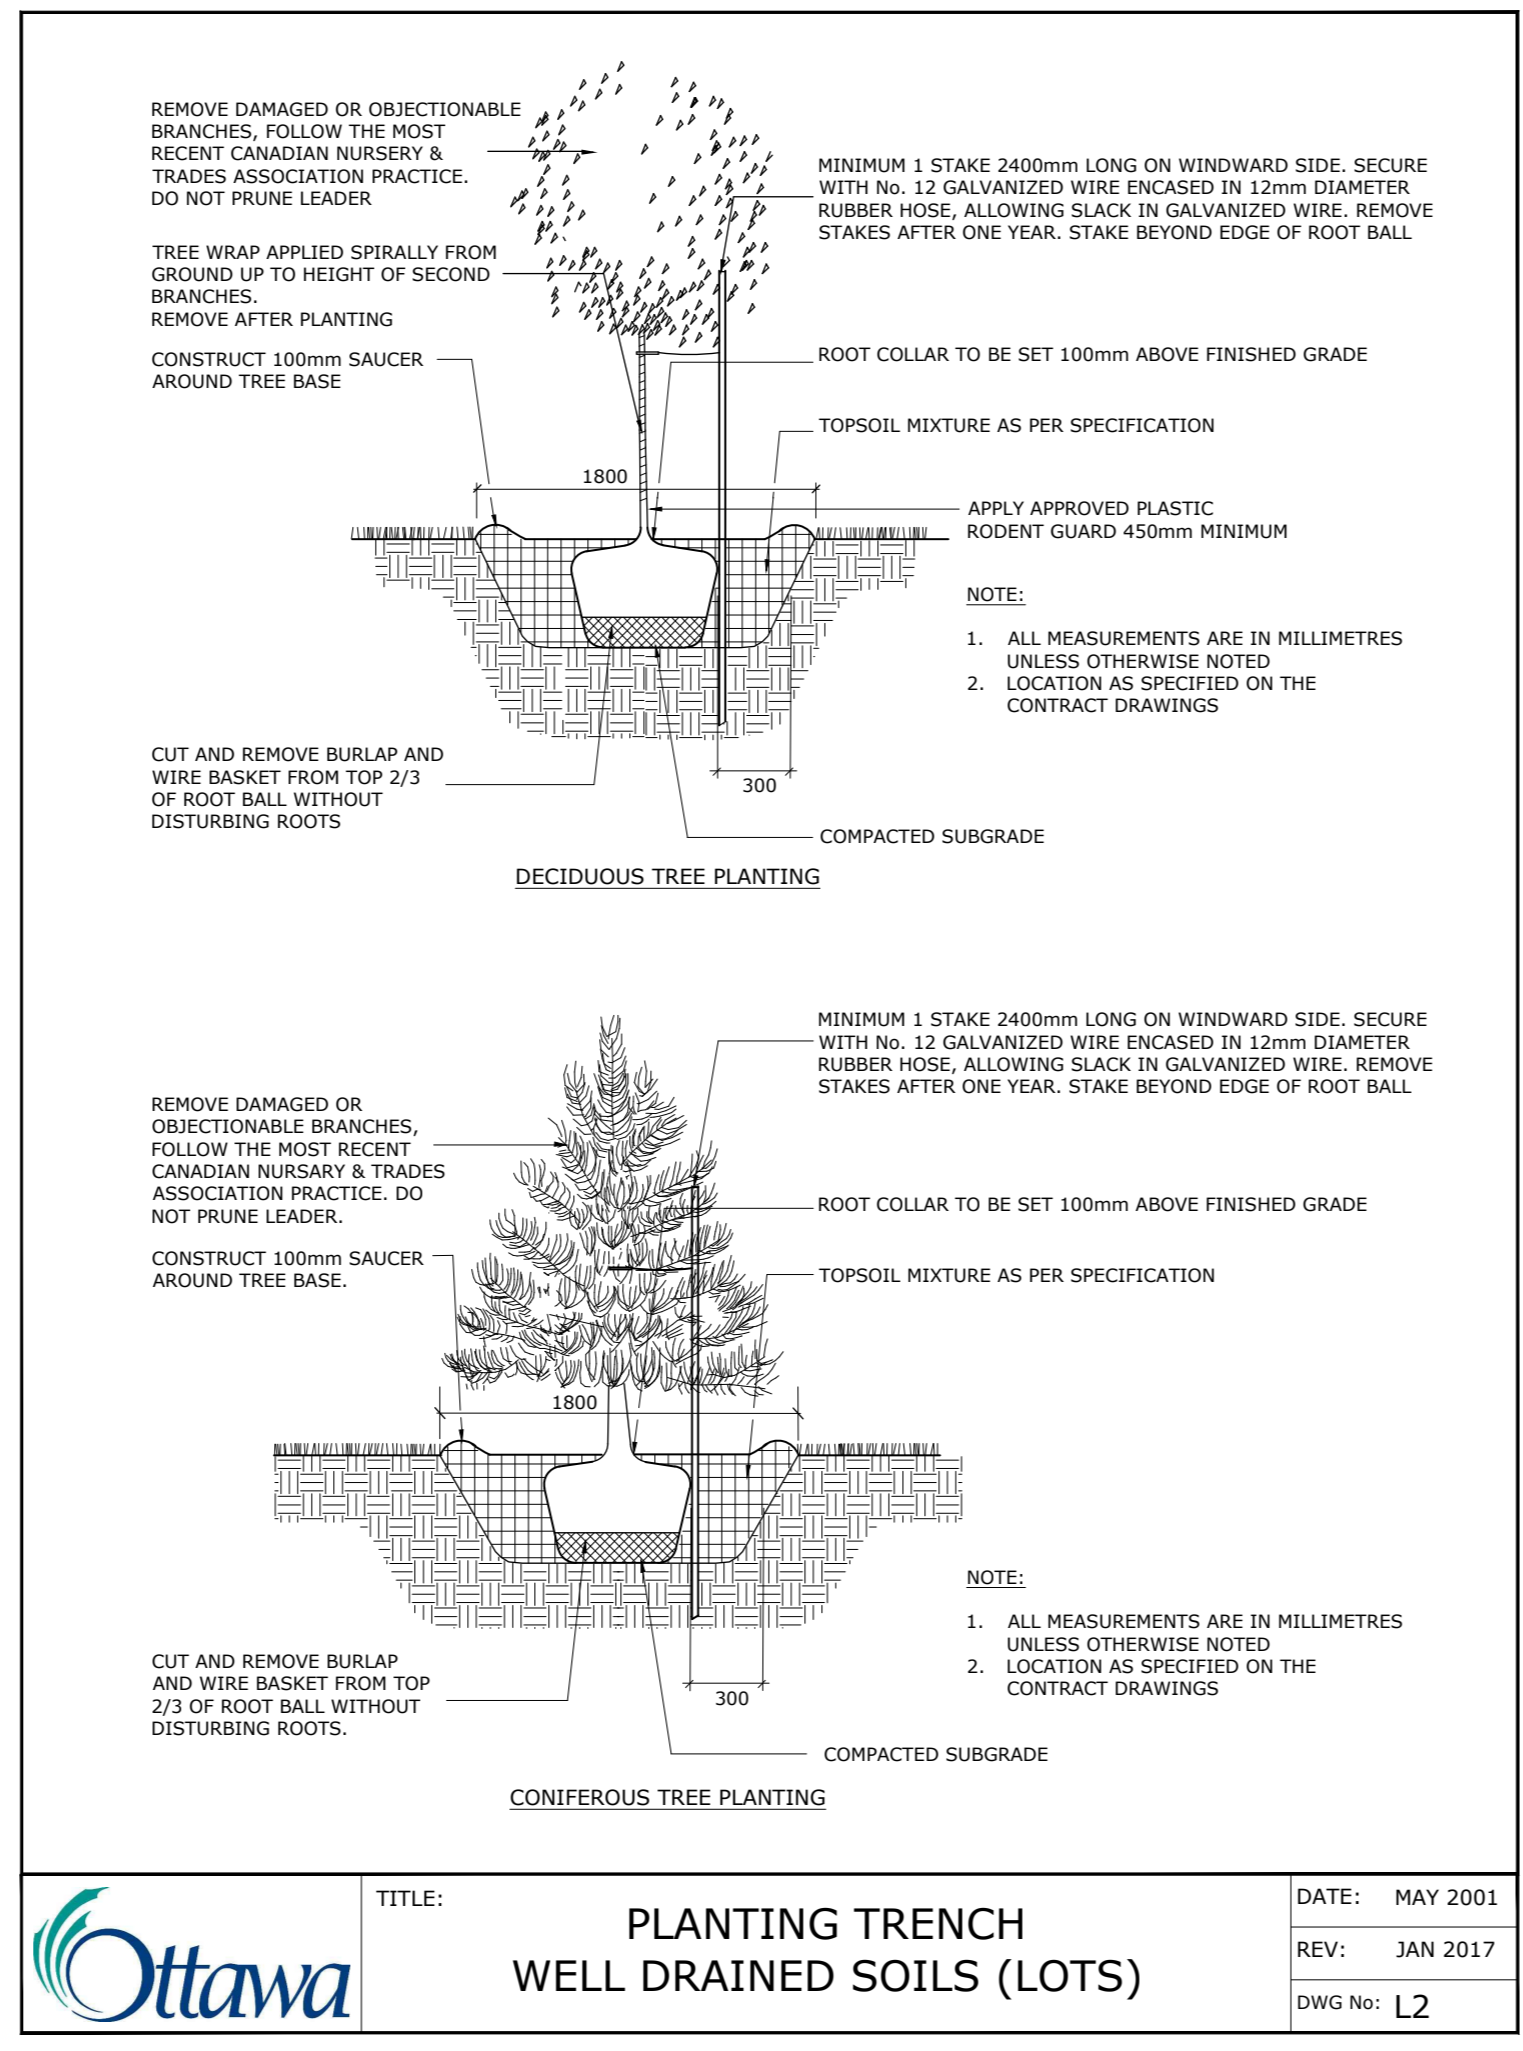 REMOVE DAMAGED OR OBJECTIONABLE
BRANCHES, FOLLOW THE MOST
RECENT CANADIAN NURSERY &
TRADES ASSOCIATION PRACTICE.
DO NOT PRUNE LEADER
MINIMUM 1 STAKE 2400mm LONG ON WINDWARD SIDE. SECURE
WITH No. 12 GALVANIZED WIRE ENCASED IN 12mm DIAMETER
RUBBER HOSE, ALLOWING SLACK IN GALVANIZED WIRE. REMOVE
STAKES AFTER ONE YEAR. STAKE BEYOND EDGE OF ROOT BALL
TREE WRAP APPLIED SPIRALLY FROM
GROUND UP TO HEIGHT OF SECOND
BRANCHES.
REMOVE AFTER PLANTING
CONSTRUCT 100mm SAUCER
AROUND TREE BASE
ROOT COLLAR TO BE SET 100mm ABOVE FINISHED GRADE
TOPSOIL MIXTURE AS PER SPECIFICATION
1800
APPLY APPROVED PLASTIC
RODENT GUARD 450mm MINIMUM
NOTE:
1. ALL MEASUREMENTS ARE IN MILLIMETRES
UNLESS OTHERWISE NOTED
2. LOCATION AS SPECIFIED ON THE
CONTRACT DRAWINGS
CUT AND REMOVE BURLAP AND
WIRE BASKET FROM TOP 2/3
OF ROOT BALL WITHOUT
DISTURBING ROOTS
300
COMPACTED SUBGRADE
DECIDUOUS TREE PLANTING
MINIMUM 1 STAKE 2400mm LONG ON WINDWARD SIDE. SECURE
WITH No. 12 GALVANIZED WIRE ENCASED IN 12mm DIAMETER
RUBBER HOSE, ALLOWING SLACK IN GALVANIZED WIRE. REMOVE
STAKES AFTER ONE YEAR. STAKE BEYOND EDGE OF ROOT BALL
REMOVE DAMAGED OR
OBJECTIONABLE BRANCHES,
FOLLOW THE MOST RECENT
CANADIAN NURSARY & TRADES
ASSOCIATION PRACTICE. DO
NOT PRUNE LEADER.
ROOT COLLAR TO BE SET 100mm ABOVE FINISHED GRADE
CONSTRUCT 100mm SAUCER
AROUND TREE BASE.
TOPSOIL MIXTURE AS PER SPECIFICATION
1800
NOTE:
1. ALL MEASUREMENTS ARE IN MILLIMETRES
UNLESS OTHERWISE NOTED
2. LOCATION AS SPECIFIED ON THE
CONTRACT DRAWINGS
CUT AND REMOVE BURLAP
AND WIRE BASKET FROM TOP
2/3 OF ROOT BALL WITHOUT
DISTURBING ROOTS.
300
COMPACTED SUBGRADE
CONIFEROUS TREE PLANTING
Ottawa
TITLE:
PLANTING TRENCH
WELL DRAINED SOILS (LOTS)
DATE: MAY 2001
REV: JAN 2017
DWG No: L2